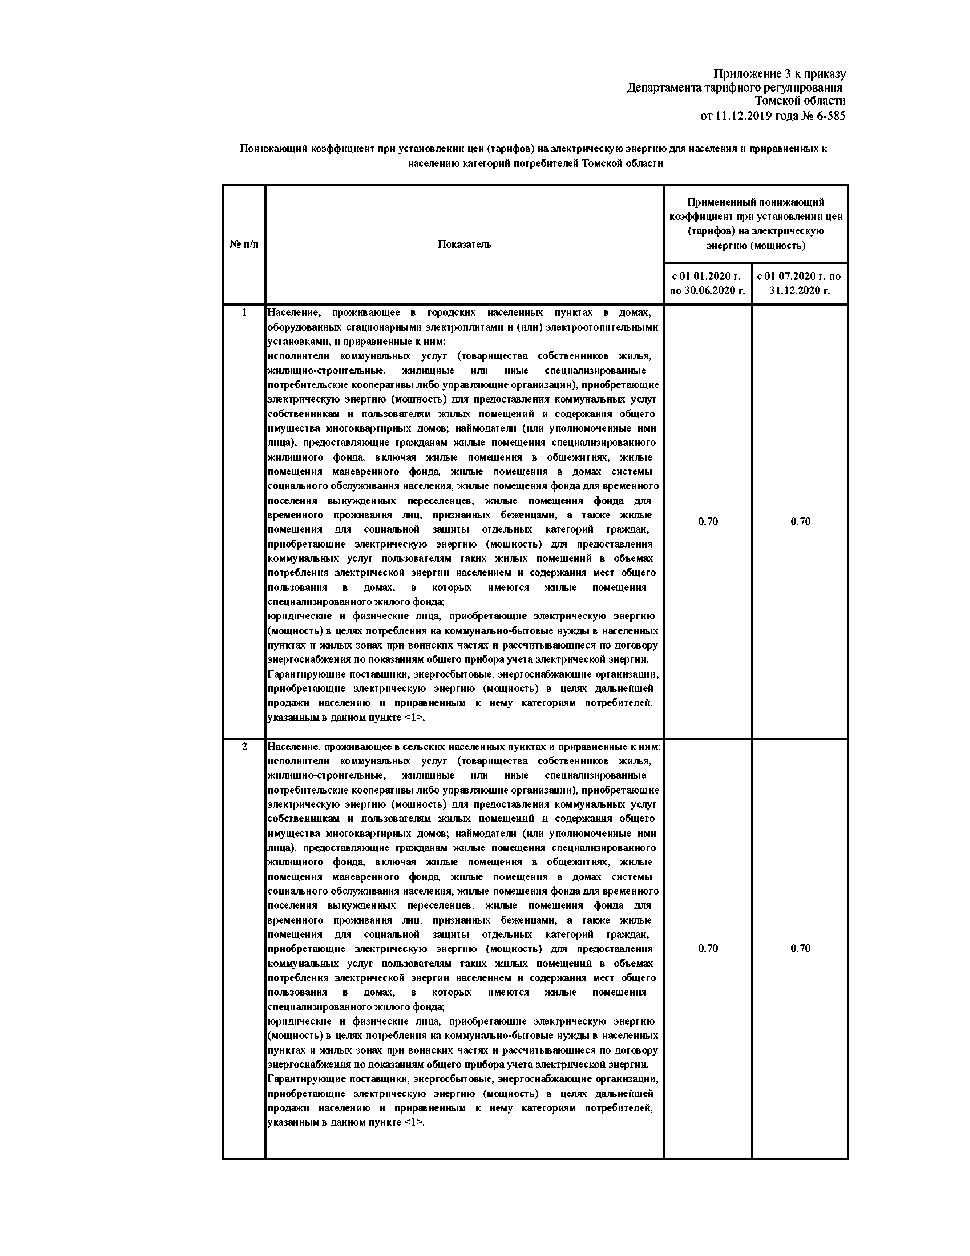 Приложение 3 к приказу
Департамента тарифного регулирования
Томской области
от 11.12.2019 года № 6-585
Понижающий коэффициент при установлении цен (тарифов) на электрическую энергию для населения и приравненных к
населению категорий потребителей Томской области
№ п/п
Показатель
Примененный понижающий
коэффициент при установлении цен
(тарифов) на электрическую
энергию (мощность)
с 01.01.2020 г.
по 30.06.2020 г.
с 01.07.2020 г. по
31.12.2020 г.
1
Население, проживающее в городских населенных пунктах в домах,
оборудованных стационарными электроплитами и (или) электроотопительными
установками, и приравненные к ним:
исполнители коммунальных услуг (товарищества собственников жилья,
жилищно-строительные, жилищные или иные специализированные
потребительские кооперативы либо управляющие организации), приобретающие
электрическую энергию (мощность) для предоставления коммунальных услуг
собственникам и пользователям жилых помещений и содержания общего
имущества многоквартирных домов; наймодатели (или уполномоченные ими
лица), предоставляющие гражданам жилые помещения специализированного
жилищного фонда, включая жилые помещения в общежитиях, жилые
помещения маневренного фонда, жилые помещения в домах системы
социального обслуживания населения, жилые помещения фонда для временного
поселения вынужденных переселенцев, жилые помещения фонда для
временного проживания лиц, признанных беженцами, а также жилые
помещения для социальной защиты отдельных категорий граждан,
приобретающие электрическую энергию (мощность) для предоставления
коммунальных услуг пользователям таких жилых помещений в объемах
потребления электрической энергии населением и содержания мест общего
пользования в домах, в которых имеются жилые помещения
специализированного жилого фонда;
юридические и физические лица, приобретающие электрическую энергию
(мощность) в целях потребления на коммунально-бытовые нужды в населенных
пунктах и жилых зонах при воинских частях и рассчитывающиеся по договору
энергоснабжения по показаниям общего прибора учета электрической энергии.
Гарантирующие поставщики, энергосбытовые, энергоснабжающие организации,
приобретающие электрическую энергию (мощность) в целях дальнейшей
продажи населению и приравненным к нему категориям потребителей,
указанным в данном пункте <1>.
0.70
0.70
2
Население, проживающее в сельских населенных пунктах и приравненные к ним:
исполнители коммунальных услуг (товарищества собственников жилья,
жилищно-строительные, жилищные или иные специализированные
потребительские кооперативы либо управляющие организации), приобретающие
электрическую энергию (мощность) для предоставления коммунальных услуг
собственникам и пользователям жилых помещений и содержания общего
имущества многоквартирных домов; наймодатели (или уполномоченные ими
лица), предоставляющие гражданам жилые помещения специализированного
жилищного фонда, включая жилые помещения в общежитиях, жилые
помещения маневренного фонда, жилые помещения в домах системы
социального обслуживания населения, жилые помещения фонда для временного
поселения вынужденных переселенцев, жилые помещения фонда для
временного проживания лиц, признанных беженцами, а также жилые
помещения для социальной защиты отдельных категорий граждан,
приобретающие электрическую энергию (мощность) для предоставления
коммунальных услуг пользователям таких жилых помещений в объемах
потребления электрической энергии населением и содержания мест общего
пользования в домах, в которых имеются жилые помещения
специализированного жилого фонда;
юридические и физические лица, приобретающие электрическую энергию
(мощность) в целях потребления на коммунально-бытовые нужды в населенных
пунктах и жилых зонах при воинских частях и рассчитывающиеся по договору
энергоснабжения по показаниям общего прибора учета электрической энергии.
Гарантирующие поставщики, энергосбытовые, энергоснабжающие организации,
приобретающие электрическую энергию (мощность) в целях дальнейшей
продажи населению и приравненным к нему категориям потребителей,
указанным в данном пункте <1>.
0.70
0.70